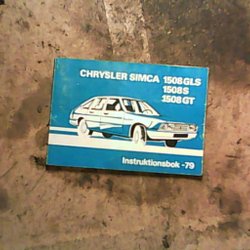 CHRYSLER SIMCA 1508 GLS
1508 S
1508 GT
Instruktionsbok -79